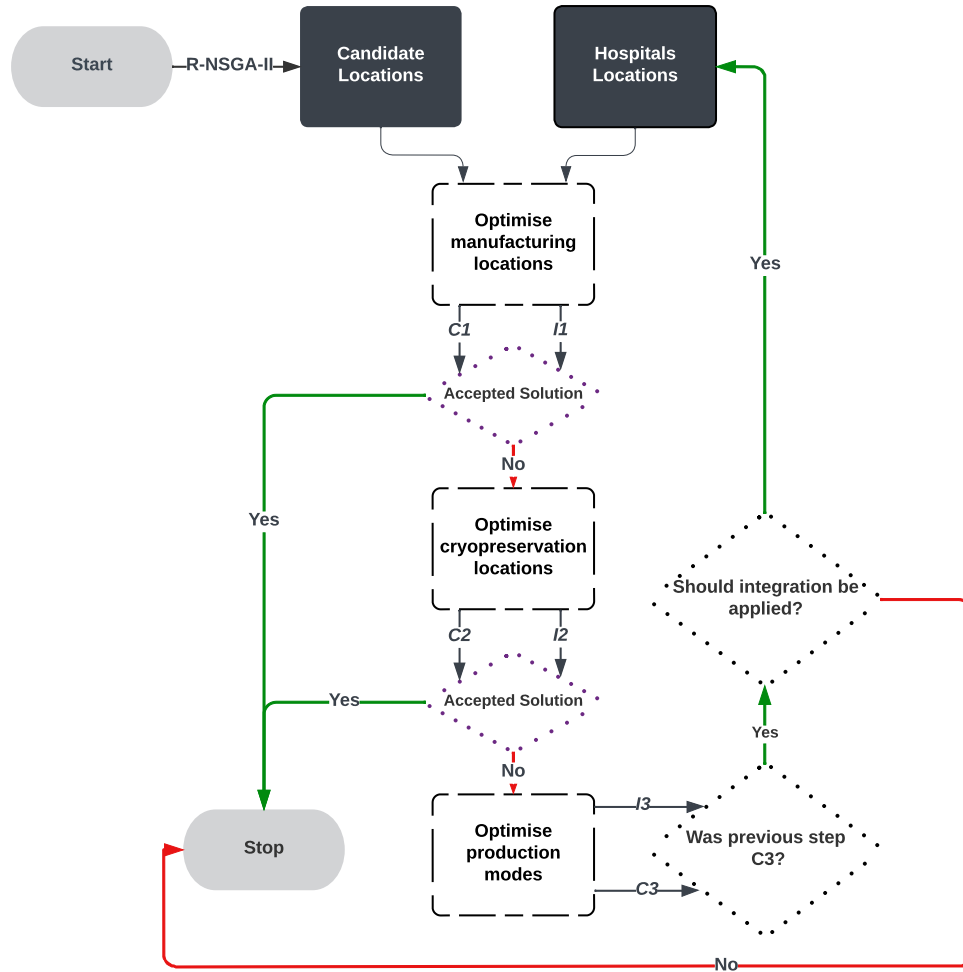 Start
R-NSGA-II
Candidate
Locations
Hospitals
Locations
Optimise
manufacturing
locations
Yes
C1
I1
Accepted Solution
No
Yes
Optimise
cryopreservation
locations
Should integration be
applied?
C2
I2
Accepted Solution
Yes
Yes
No
Optimise
production
modes
I3
C3
Was previous step
C3?
Stop
No